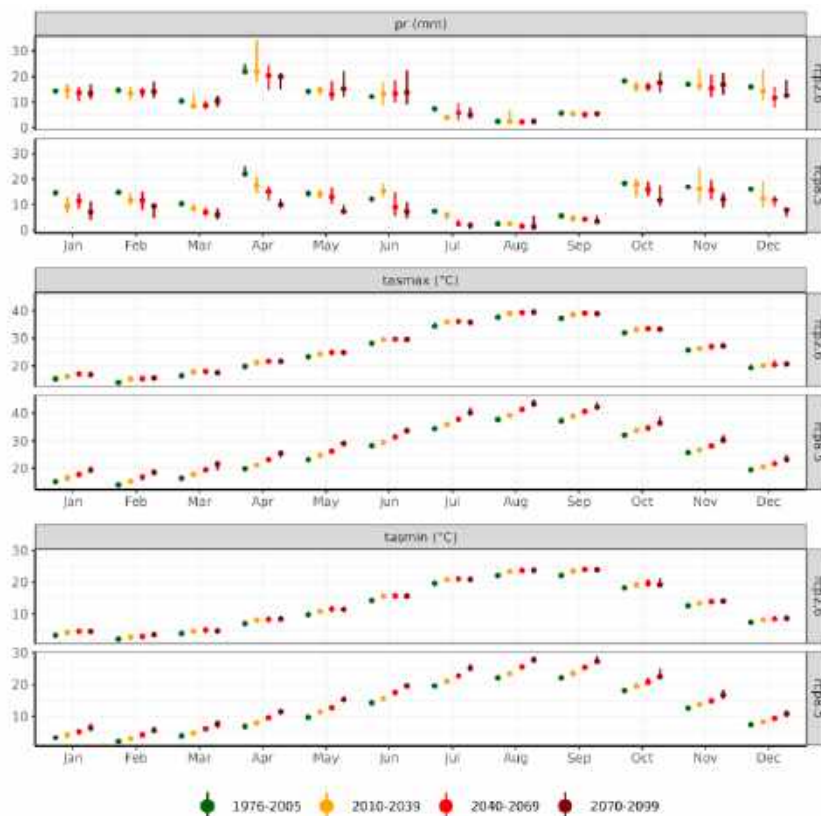 pr (mm)
30
20
10
0
rcp2.6
30
20
10
0
rcp8.5
Jan Feb Mar Apr May Jun Jul Aug Sep Oct Nov Dec
tasmax (°C)
40
30
20
rcp2.6
40
30
20
rcp8.5
Jan Feb Mar Apr May Jun Jul Aug Sep Oct Nov Dec
tasmin (°C)
30
20
10
rcp2.6
30
20
10
rcp8.5
Jan Feb Mar Apr May Jun Jul Aug Sep Oct Nov Dec
1976-2005 2010-2039 2040-2069 2070-2099